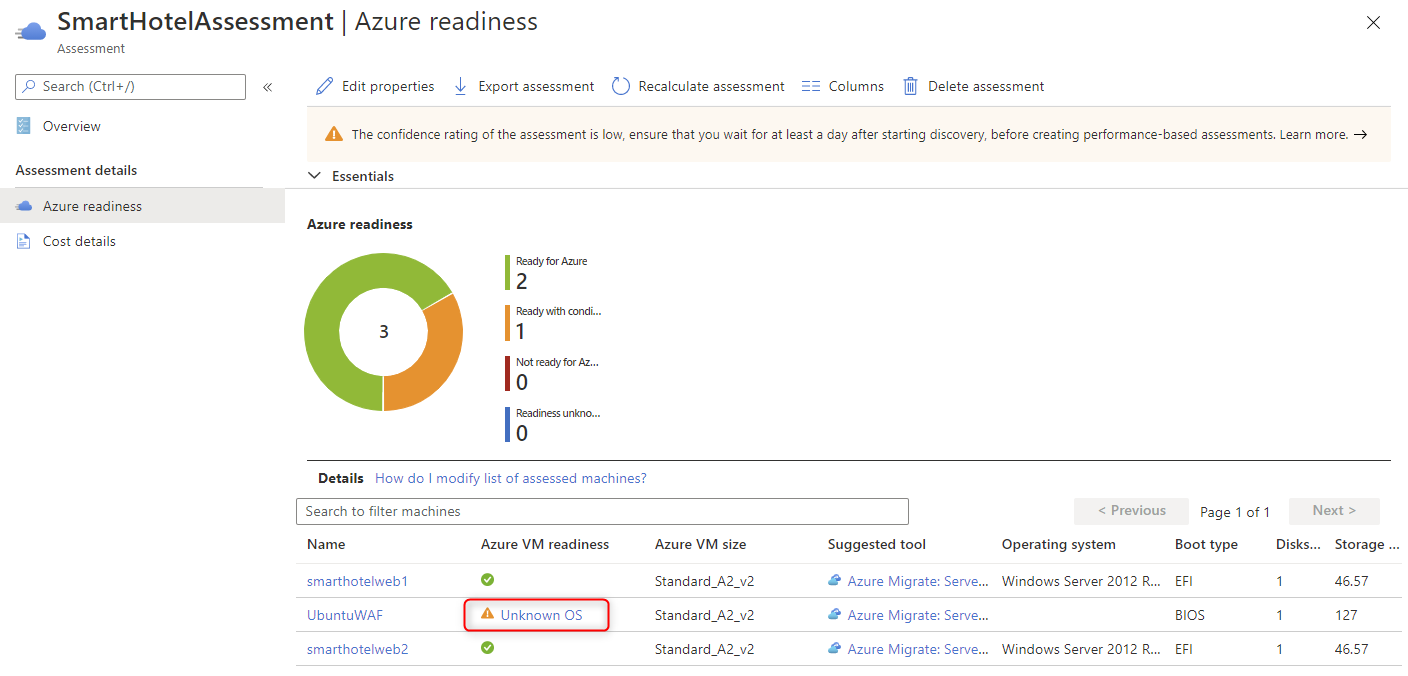 SmartHotelAssessment | Azure readiness
Assessment
Search (Ctrl+/)
«
Overview
Assessment details
Azure readiness
Cost details
Edit properties
Export assessment
Recalculate assessment
Columns
Delete assessment
The confidence rating of the assessment is low, ensure that you wait for at least a day after starting discovery, before creating performance-based assessments. Learn more. →
Essentials
Azure readiness
3
Ready for Azure
2
Ready with condi...
1
Not ready for Az...
0
Readiness unkno...
0
Details How do I modify list of assessed machines?
Search to filter machines
< Previous Page 1 of 1 Next >
Name Azure VM readiness Azure VM size Suggested tool Operating system Boot type Disks... Storage ...
smarthotelweb1 Standard_A2_v2 Azure Migrate: Serve... Windows Server 2012 R... EFI 1 46.57
UbuntuWAF Unknown OS Standard_A2_v2 Azure Migrate: Serve... BIOS 1 127
smarthotelweb2 Standard_A2_v2 Azure Migrate: Serve... Windows Server 2012 R... EFI 1 46.57